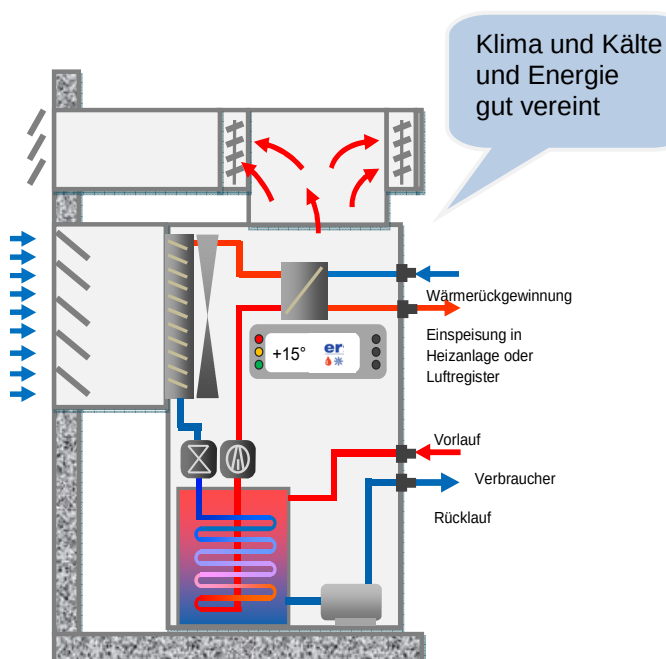 Klima und Kälte
und Energie
gut vereint
Wärmerückgewinnung
+15°
er
Einspeisung in
Heizanlage oder
Luftregister
Vorlauf
Verbraucher
Rücklauf